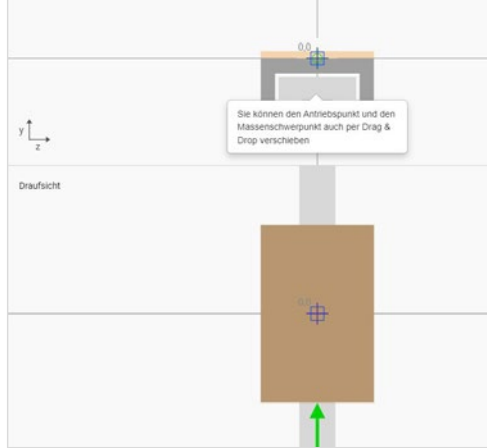 0,0
Sie können den Antriebspunkt und den
Massenschwerpunkt auch per Drag &
Drop verschieben
y
z
Draufsicht
0,0